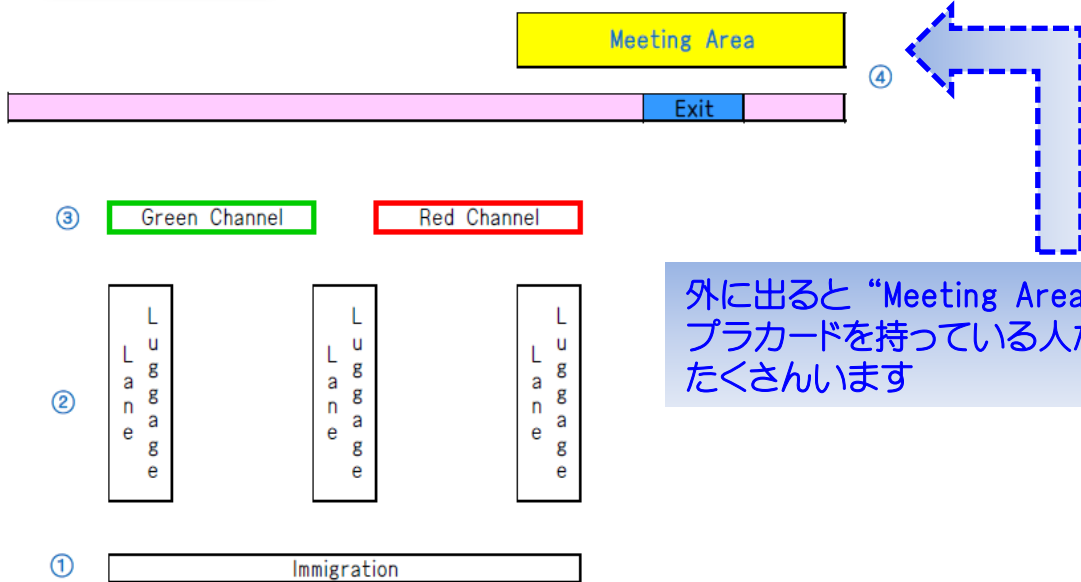 Meeting Area
④
Exit
③ Green Channel Red Channel
外に出ると “Meeting Area
プラカードを持っている人
たくさんいます
② Luggage Lane Luggage Lane Luggage Lane
① Immigration